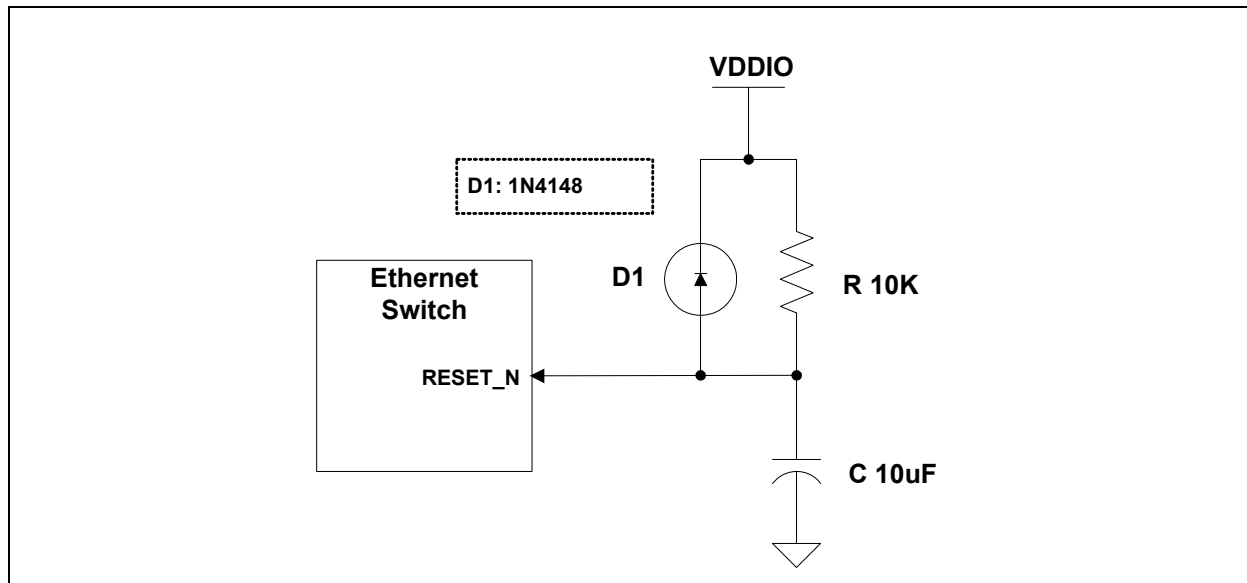 VDDIO
D1: 1N4148
D1
R 10K
Ethernet
Switch
RESET_N
C 10uF